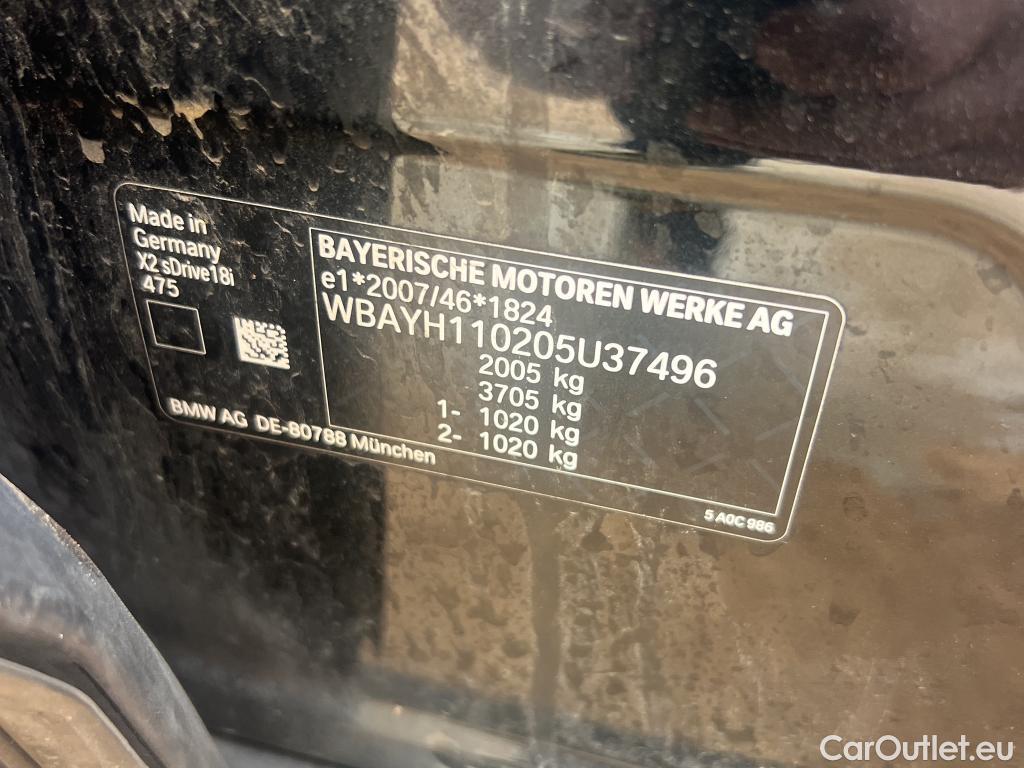 Made in
Germany
X2 sDrive18i
475
BAYERISCHE MOTOREN WERKE AG
e1*2007/46*1824
WBAYH110205U37496
2005 kg
3705 kg
1- 1020 kg
2- 1020 kg
BMW AG DE-80788 München
5 A0C 986
CarOutlet.eu